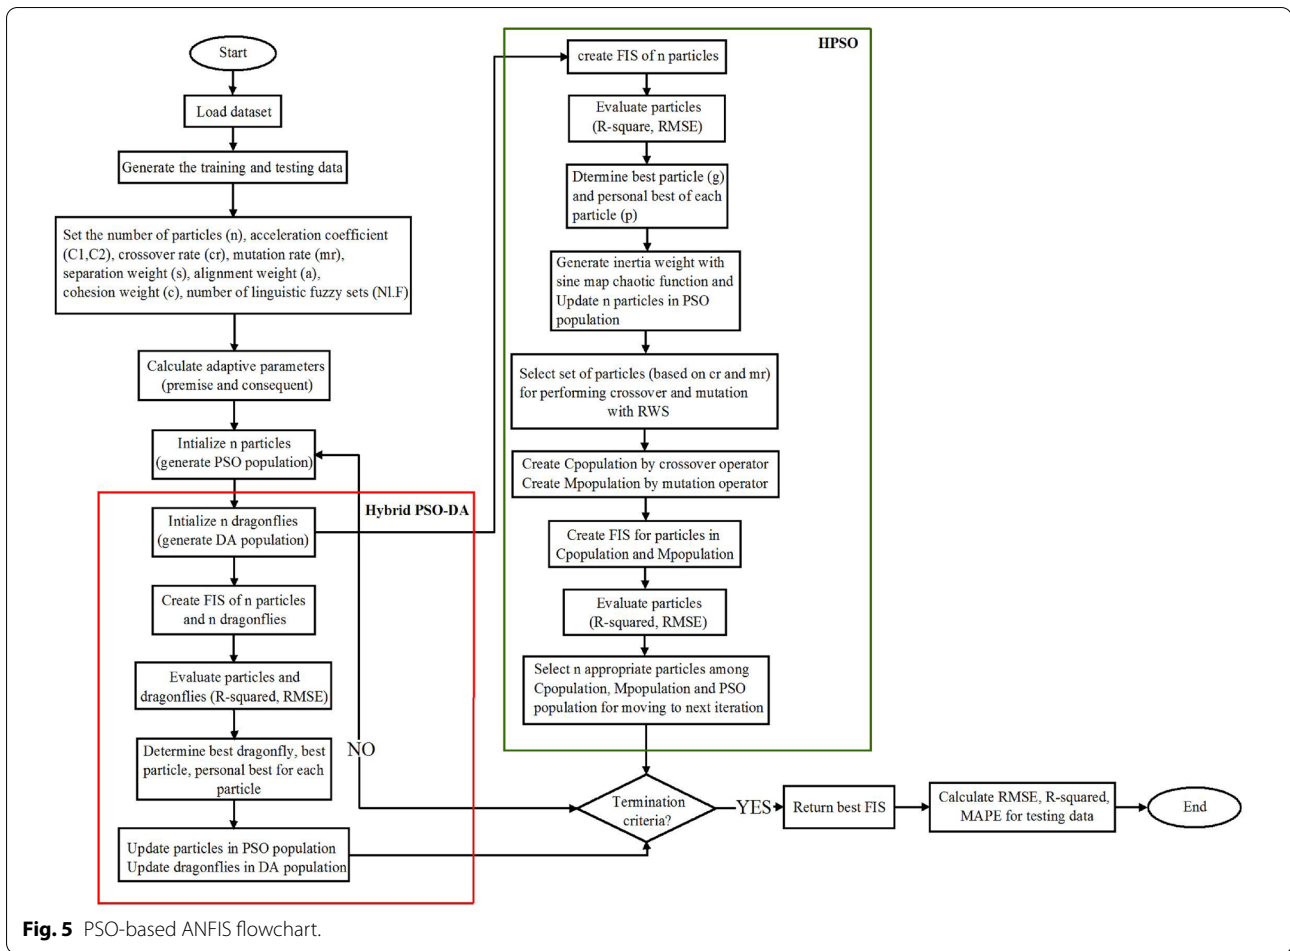 Start
Load dataset
Generate the training and testing data
Set the number of particles (n), acceleration coefficient
(C1,C2), crossover rate (cr), mutation rate (mr),
separation weight (s), alignment weight (a),
cohesion weight (c), number of linguistic fuzzy sets (Nl.F)
Calculate adaptive parameters
(premise and consequent)
Intialize n particles
(generate PSO population)
Hybrid PSO-DA
Intialize n dragonflies
(generate DA population)
Create FIS of n particles
and n dragonflies
Evaluate particles and
dragonflies (R-squared, RMSE)
Determine best dragonfly, best
particle, personal best for each
particle
Update particles in PSO population
Update dragonflies in DA population
NO
HPSO
create FIS of n particles
Evaluate particles
(R-square, RMSE)
Dtermine best particle (g)
and personal best of each
particle (p)
Generate inertia weight with
sine map chaotic function and
Update n particles in PSO
population
Select set of particles (based on cr and mr)
for performing crossover and mutation
with RWS
Create Cpopulation by crossover operator
Create Mpopulation by mutation operator
Create FIS for particles in
Cpopulation and Mpopulation
Evaluate particles
(R-squared, RMSE)
Select n appropriate particles among
Cpopulation, Mpopulation and PSO
population for moving to next iteration
Termination
criteria?
YES
Return best FIS
Calculate RMSE, R-squared,
MAPE for testing data
End
Fig. 5 PSO-based ANFIS flowchart.